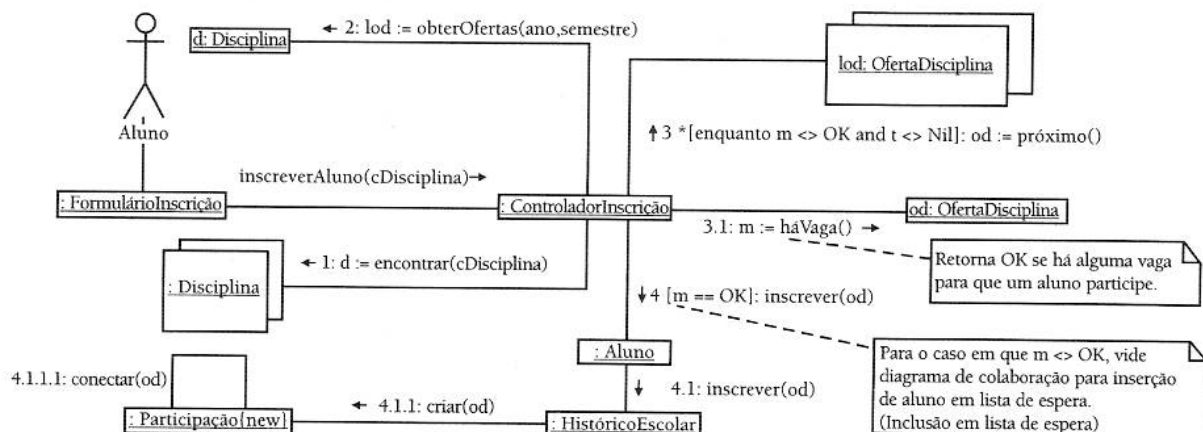 d: Disciplina
← 2: lod := obterOfertas(ano,semestre)
lod: OfertaDisciplina
Aluno
↑ 3 *[enquanto m <> OK and t <> Nil]: od := próximo()
inscreverAluno(cDisciplina)→
: FormulárioInscrição
: ControladorInscrição
od: OfertaDisciplina
3.1: m := háVaga() →
← 1: d := encontrar(cDisciplina)
: Disciplina
Retorna OK se há alguma vaga
para que um aluno participe.
↓ 4 [m == OK]: inscrever(od)
: Aluno
Para o caso em que m <> OK, vide
diagrama de colaboração para inserção
de aluno em lista de espera.
(Inclusão em lista de espera)
4.1.1.1: conectar(od)
↓ 4.1: inscrever(od)
← 4.1.1: criar(od)
: Participação{new}
: HistóricoEscolar